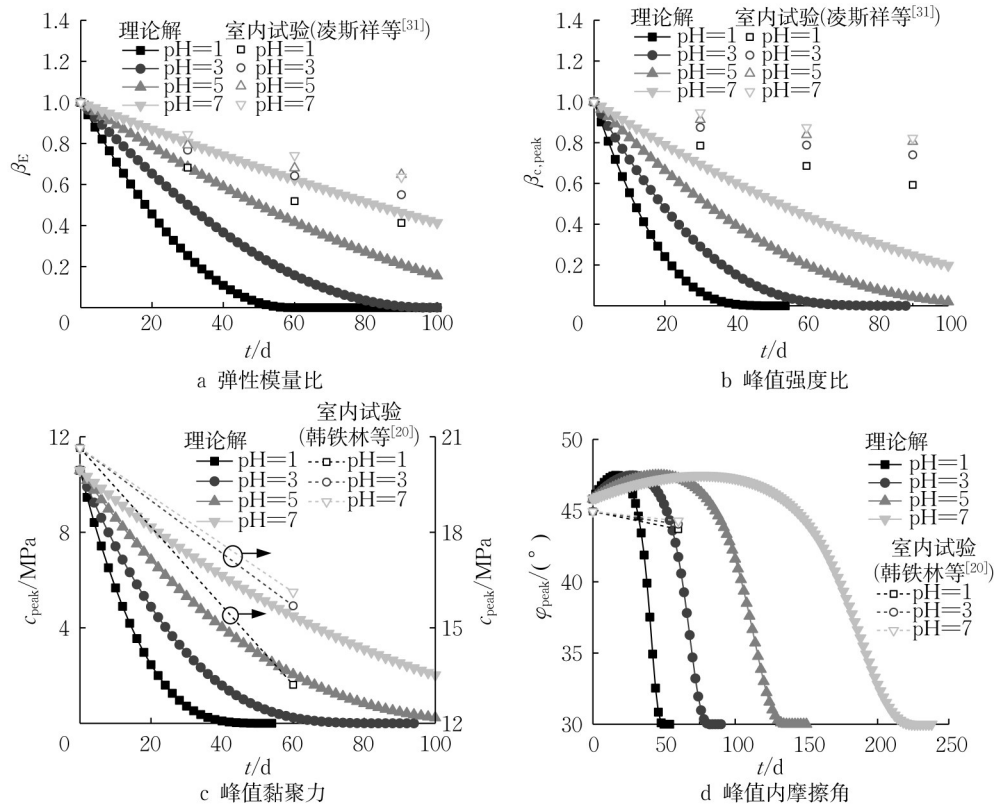 理论解 室内试验(凌斯祥等[31])
pH=1 pH=1
pH=3 pH=3
pH=5 pH=5
pH=7 pH=7
1.4
1.2
1.0
0.8
0.6
0.4
0.2
0 20 40 60 80 100
βE
t/d
a 弹性模量比
理论解 室内试验(凌斯祥等[31])
pH=1 pH=1
pH=3 pH=3
pH=5 pH=5
pH=7 pH=7
1.4
1.2
1.0
0.8
0.6
0.4
0.2
0 20 40 60 80 100
βc,peak
t/d
b 峰值强度比
室内试验
理论解 (韩铁林等[20])
pH=1 pH=1
pH=3 pH=3
pH=5 pH=7
pH=7
12 21
8 18
4 15
12
0 20 40 60 80 100
cpeak/MPa
cpeak/MPa
t/d
c 峰值黏聚力
理论解
pH=1
pH=3
pH=5
pH=7
室内试验
(韩铁林等[20])
pH=1
pH=3
pH=7
50
45
40
35
30
0 50 100 150 200 250
φpeak/(°)
t/d
d 峰值内摩擦角